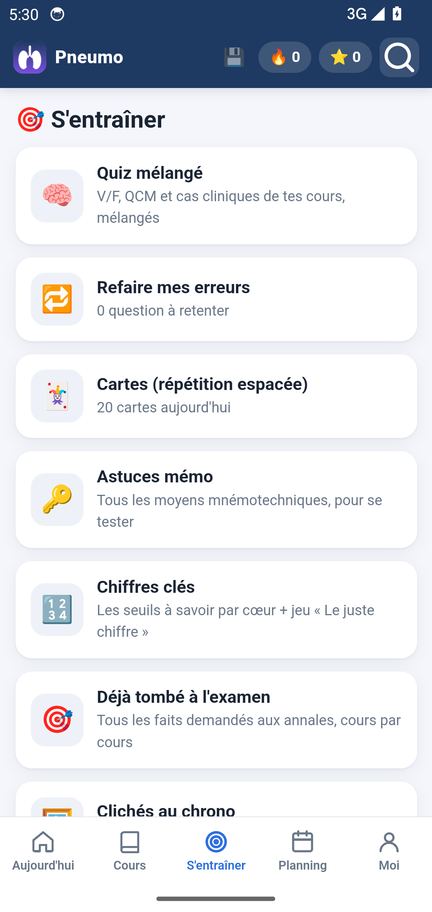 5:30
3G
Pneumo
0
0
S'entraîner
Quiz mélangé
V/F, QCM et cas cliniques de tes cours,
mélangés
Refaire mes erreurs
0 question à retenter
Cartes (répétition espacée)
20 cartes aujourd'hui
Astuces mémo
Tous les moyens mnémotechniques, pour se
tester
Chiffres clés
Les seuils à savoir par cœur + jeu « Le juste
chiffre »
Déjà tombé à l'examen
Tous les faits demandés aux annales, cours par
cours
Clichés au chrono
Aujourd'hui
Cours
S'entraîner
Planning
Moi